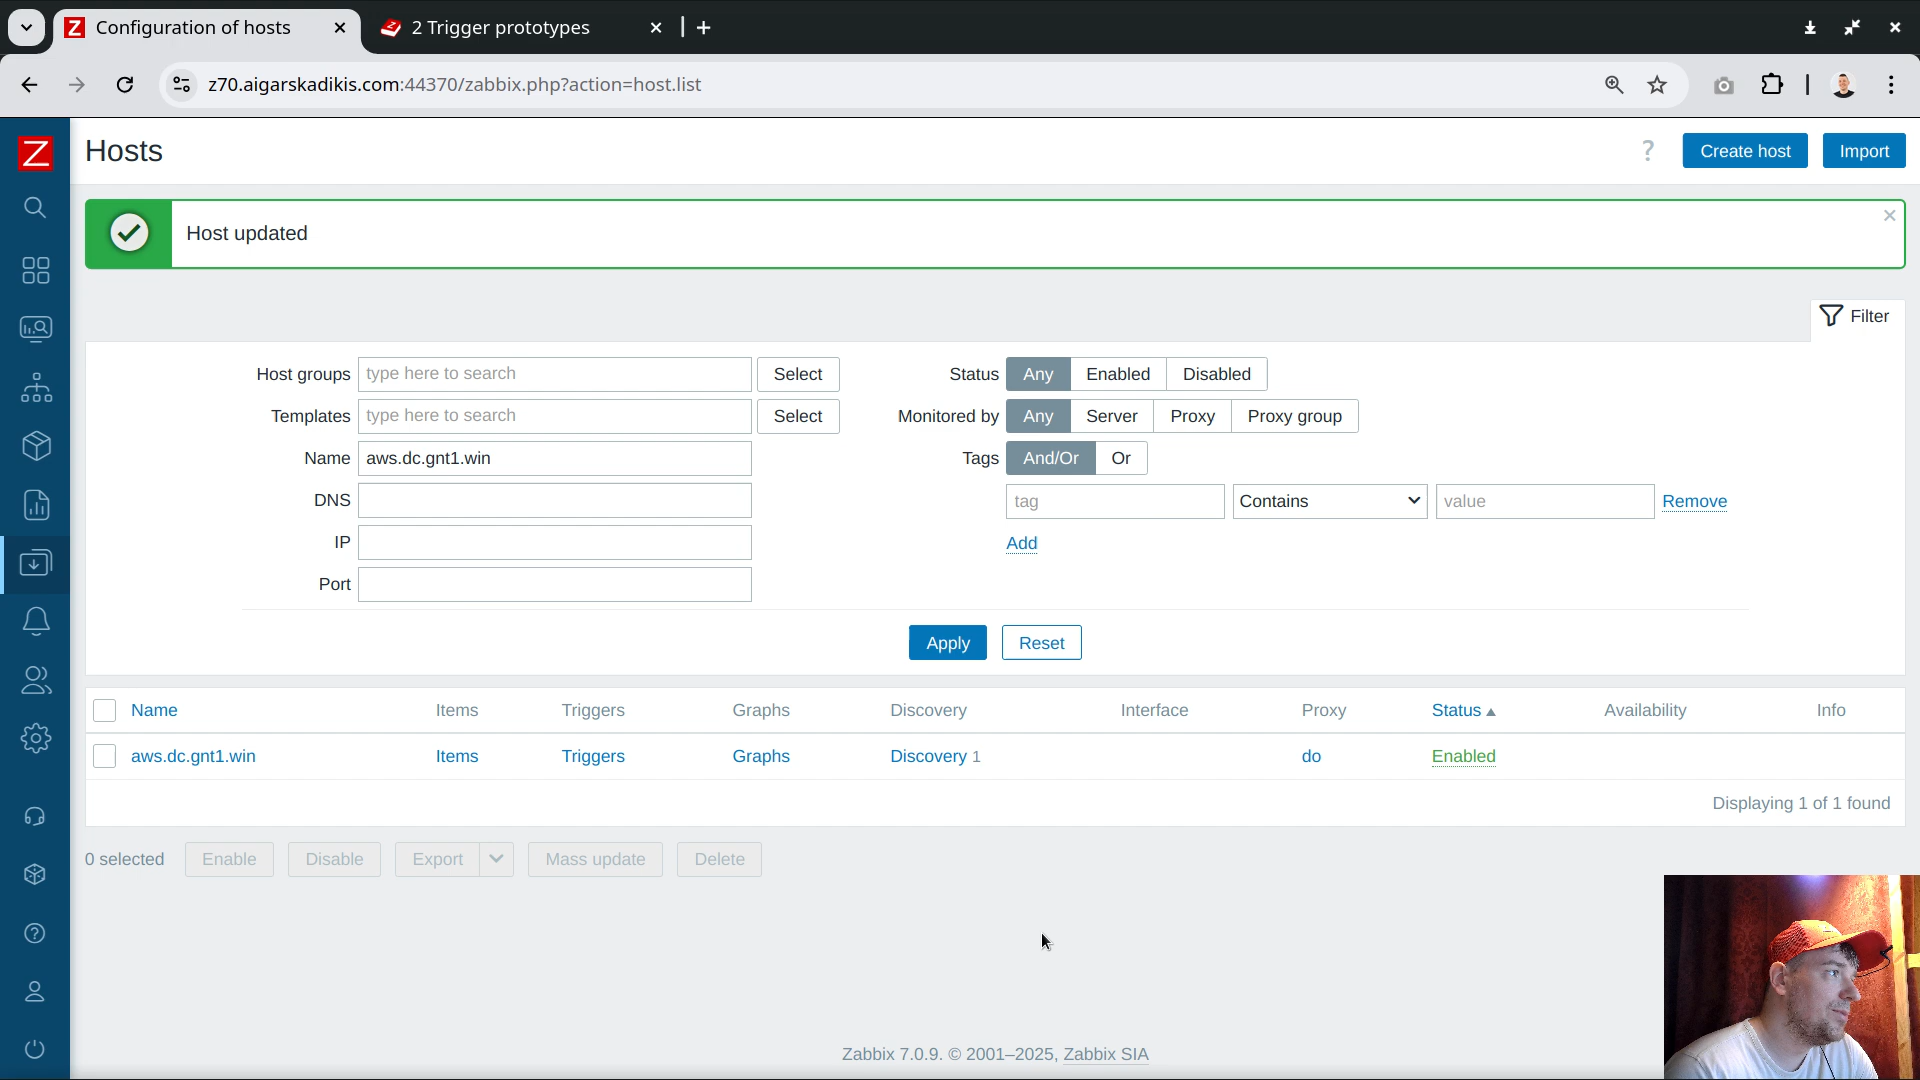 Configuration of hosts
2 Trigger prototypes
z70.aigarskadikis.com:44370/zabbix.php?action=host.list
Z
Hosts
?
Create host
Import
Host updated
Filter
Host groups type here to search Select
Status Any Enabled Disabled
Templates type here to search Select
Monitored by Any Server Proxy Proxy group
Name aws.dc.gnt1.win
Tags And/Or Or
DNS
tag Contains value Remove
IP
Add
Port
Apply Reset
Name Items Triggers Graphs Discovery Interface Proxy Status Availability Info
aws.dc.gnt1.win Items Triggers Graphs Discovery 1 do Enabled
Displaying 1 of 1 found
0 selected Enable Disable Export Mass update Delete
Zabbix 7.0.9. © 2001–2025, Zabbix SIA